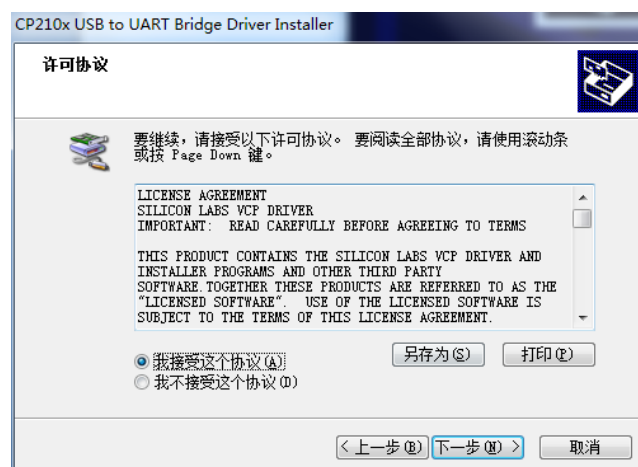 CP210x USB to UART Bridge Driver Installer
许可协议
要继续，请接受以下许可协议。 要阅读全部协议，请使用滚动条
或按 Page Down 键。
LICENSE AGREEMENT
SILICON LABS VCP DRIVER
IMPORTANT:  READ CAREFULLY BEFORE AGREEING TO TERMS
THIS PRODUCT CONTAINS THE SILICON LABS VCP DRIVER AND
INSTALLER PROGRAMS AND OTHER THIRD PARTY
SOFTWARE.TOGETHER THESE PRODUCTS ARE REFERRED TO AS THE
"LICENSED SOFTWARE".  USE OF THE LICENSED SOFTWARE IS
SUBJECT TO THE TERMS OF THIS LICENSE AGREEMENT.
我接受这个协议(A)
另存为(S) 打印(P)
我不接受这个协议(D)
< 上一步(B) 下一步(N) > 取消